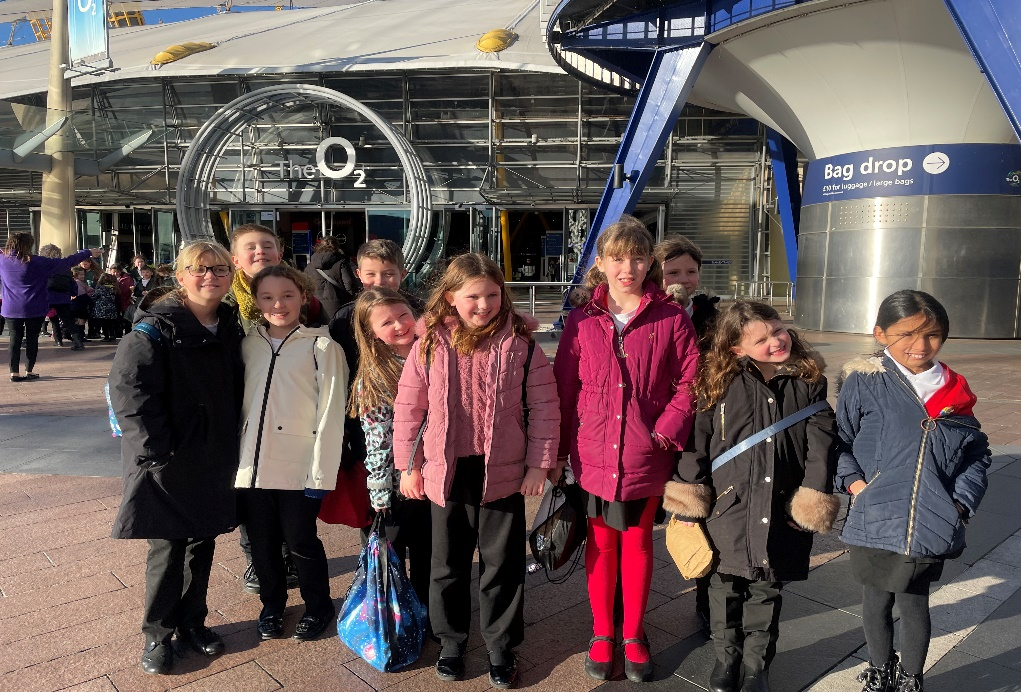 O2
The O2
Bag drop
£10 for luggage / large bags